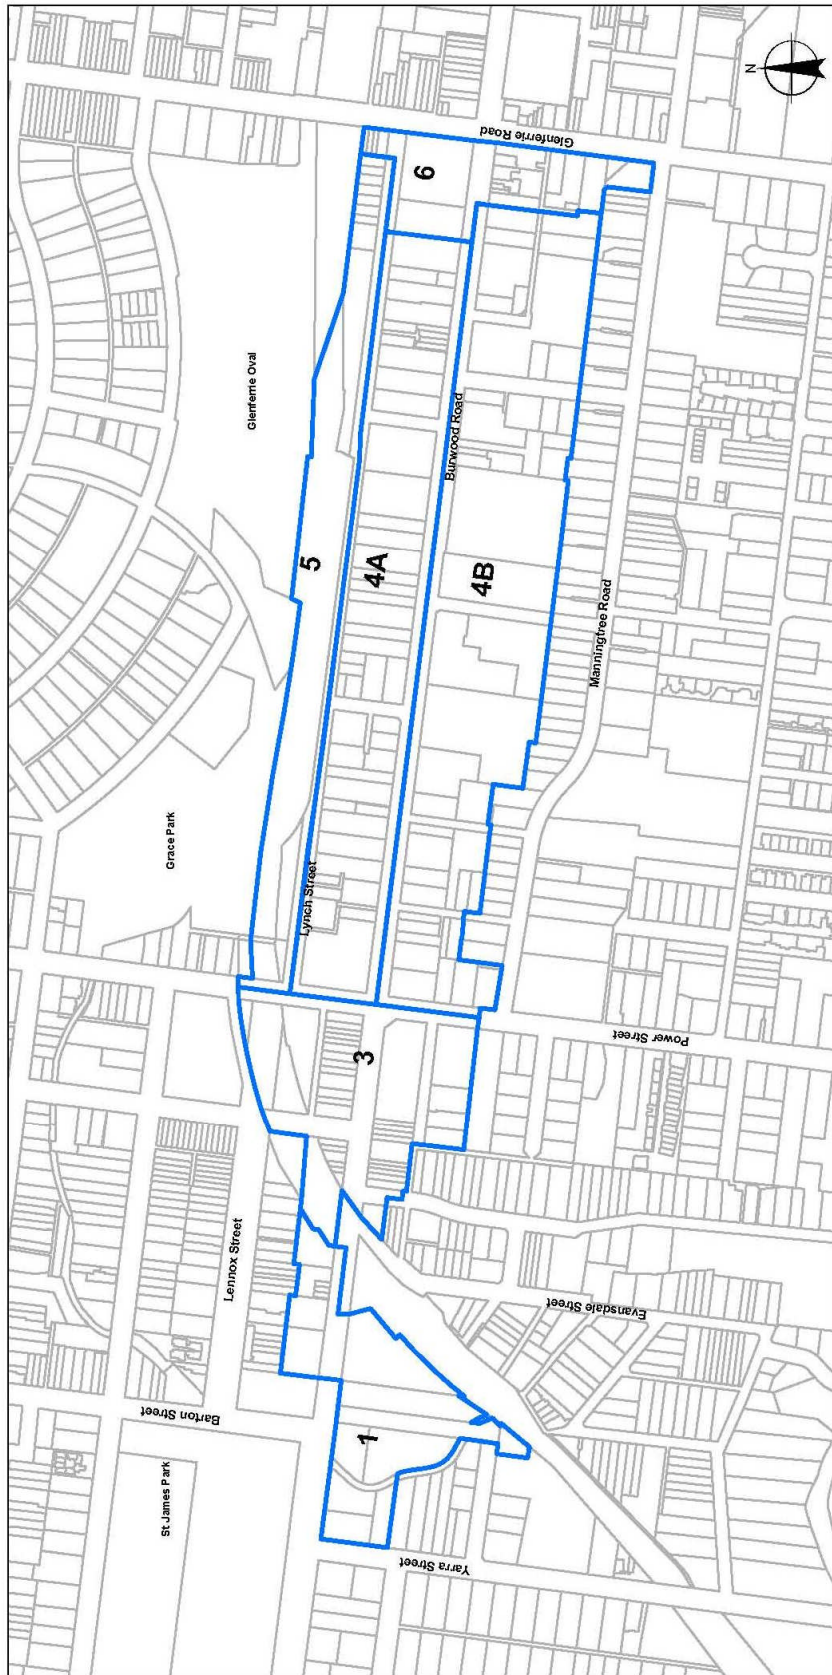 N
Glenferrie Road
6
Glenferrie Oval
Burwood Road
5
4A
4B
Manningtree Road
Grace Park
Lynch Street
3
Power Street
Lennox Street
Evansdale Street
Barton Street
1
St James Park
Yarra Street